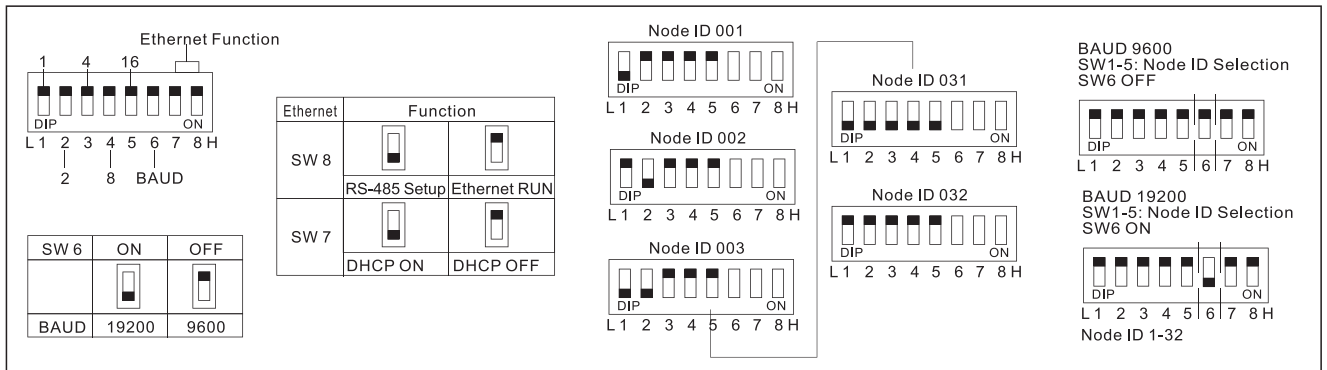 Ethernet Function
1 4 16
DIP ON
L 1 2 3 4 5 6 7 8 H
2 8 BAUD
SW 6 ON OFF
BAUD 19200 9600
Ethernet Function
SW 8
RS-485 Setup Ethernet RUN
SW 7
DHCP ON DHCP OFF
Node ID 001
DIP ON
L 1 2 3 4 5 6 7 8 H
Node ID 002
DIP ON
L 1 2 3 4 5 6 7 8 H
Node ID 003
DIP ON
L 1 2 3 4 5 6 7 8 H
Node ID 031
DIP ON
L 1 2 3 4 5 6 7 8 H
Node ID 032
DIP ON
L 1 2 3 4 5 6 7 8 H
BAUD 9600
SW1-5: Node ID Selection
SW6 OFF
DIP ON
L 1 2 3 4 5 6 7 8 H
BAUD 19200
SW1-5: Node ID Selection
SW6 ON
DIP ON
L 1 2 3 4 5 6 7 8 H
Node ID 1-32